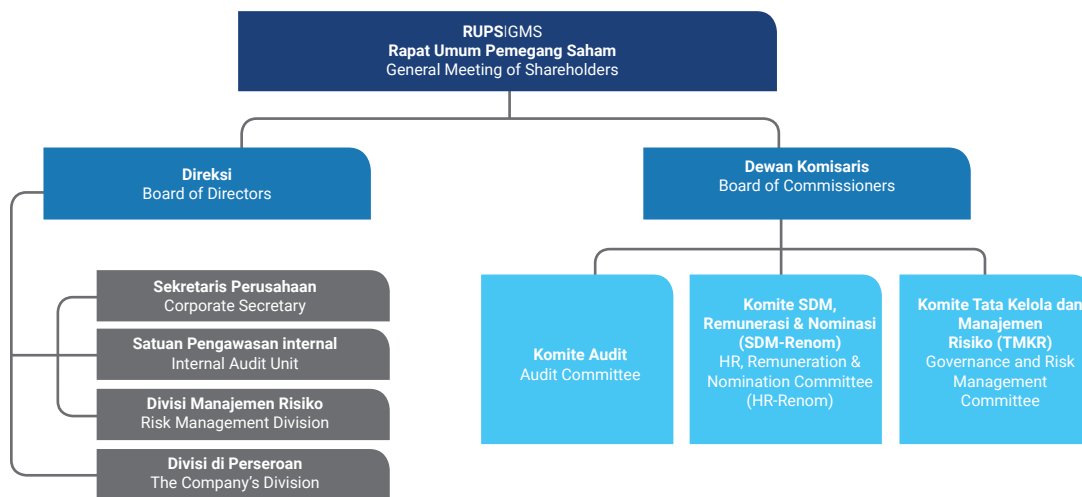 RUPS|GMS
Rapat Umum Pemegang Saham
General Meeting of Shareholders
Direksi
Board of Directors
Dewan Komisaris
Board of Commissioners
Sekretaris Perusahaan
Corporate Secretary
Satuan Pengawasan internal
Internal Audit Unit
Divisi Manajemen Risiko
Risk Management Division
Divisi di Perseroan
The Company's Division
Komite Audit
Audit Committee
Komite SDM,
Remunerasi & Nominasi
(SDM-Renom)
HR, Remuneration &
Nomination Committee
(HR-Renom)
Komite Tata Kelola dan
Manajemen
Risiko (TMKR)
Governance and Risk
Management
Committee